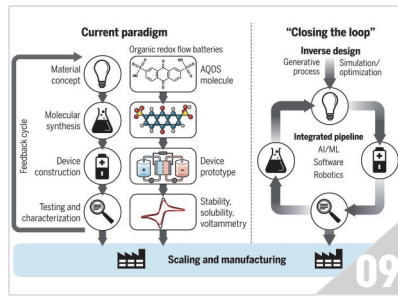 Current paradigm
Organic redox flow batteries
Material
concept
AQDS
molecule
Molecular
synthesis
Device
construction
Device
prototype
Testing and
characterization
Stability,
solubility,
voltammetry
Feedback cycle
"Closing the loop"
Inverse design
Generative
process
Simulation/
optimization
Integrated pipeline
AI/ML
Software
Robotics
Scaling and manufacturing
09